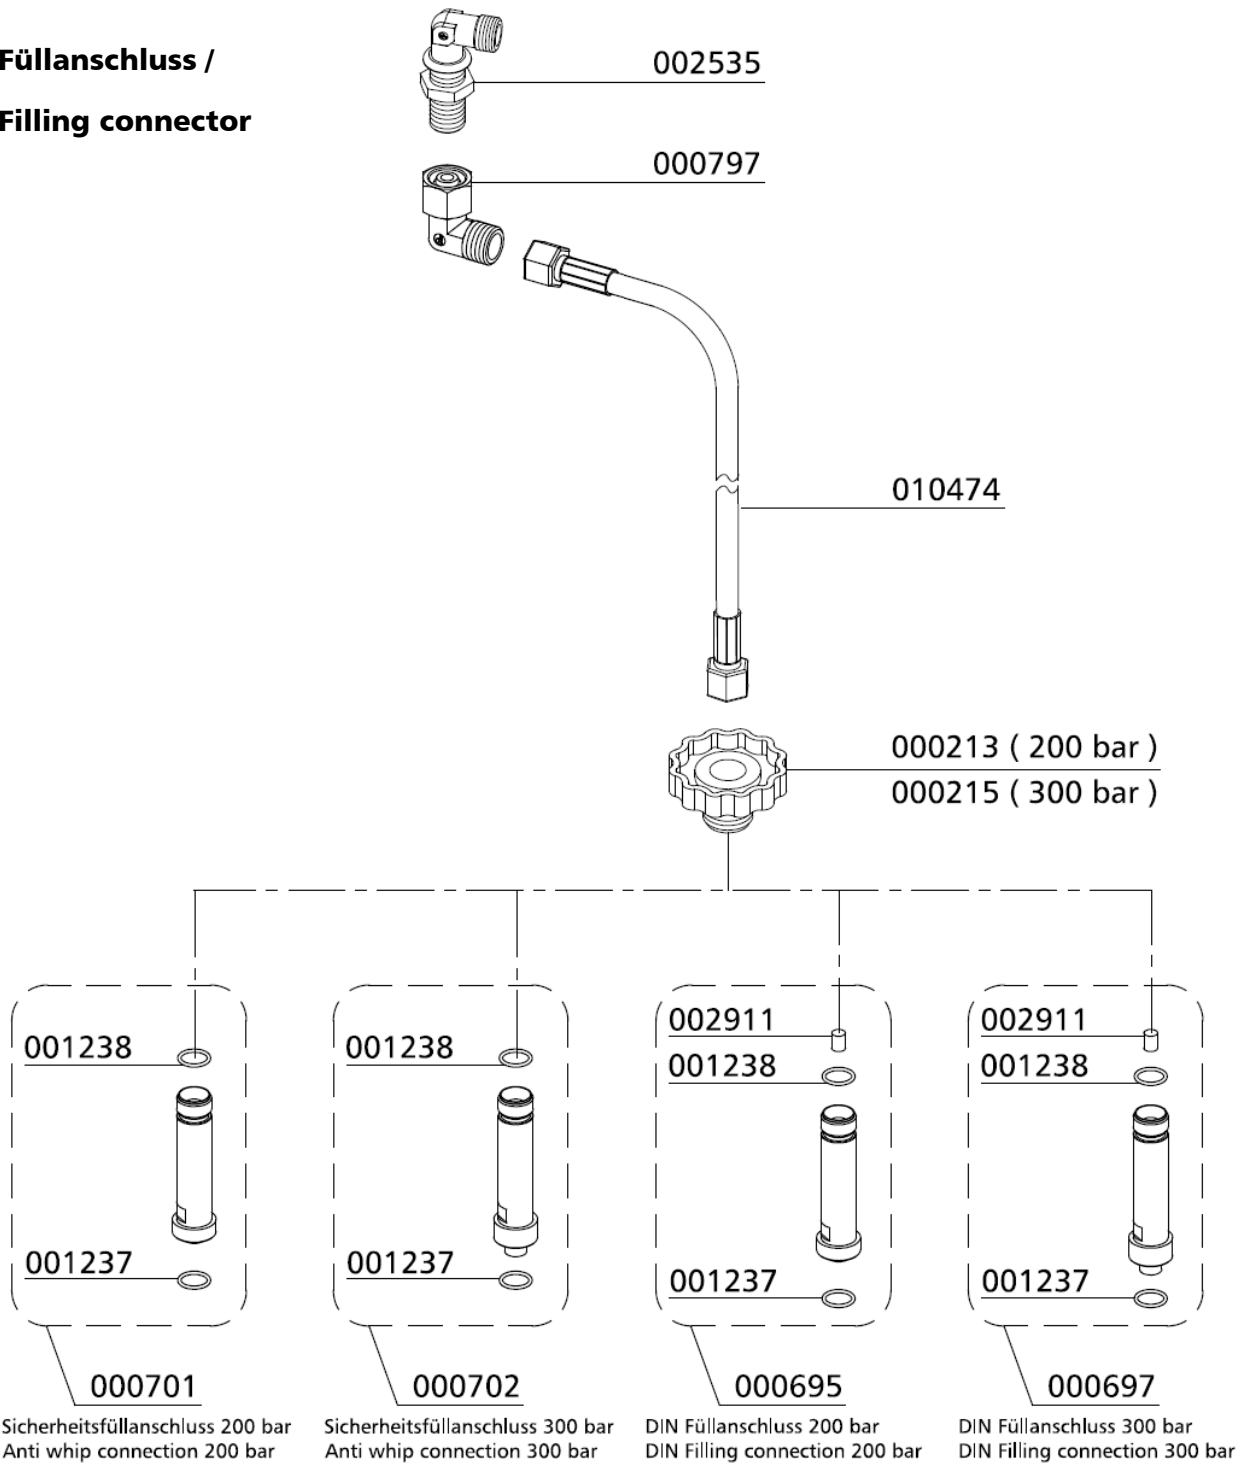 Füllanschluss /
Filling connector
002535
000797
010474
000213 ( 200 bar )
000215 ( 300 bar )
001238
001237
000701
Sicherheitsfüllanschluss 200 bar
Anti whip connection 200 bar
001238
001237
000702
Sicherheitsfüllanschluss 300 bar
Anti whip connection 300 bar
002911
001238
001237
000695
DIN Füllanschluss 200 bar
DIN Filling connection 200 bar
002911
001238
001237
000697
DIN Füllanschluss 300 bar
DIN Filling connection 300 bar